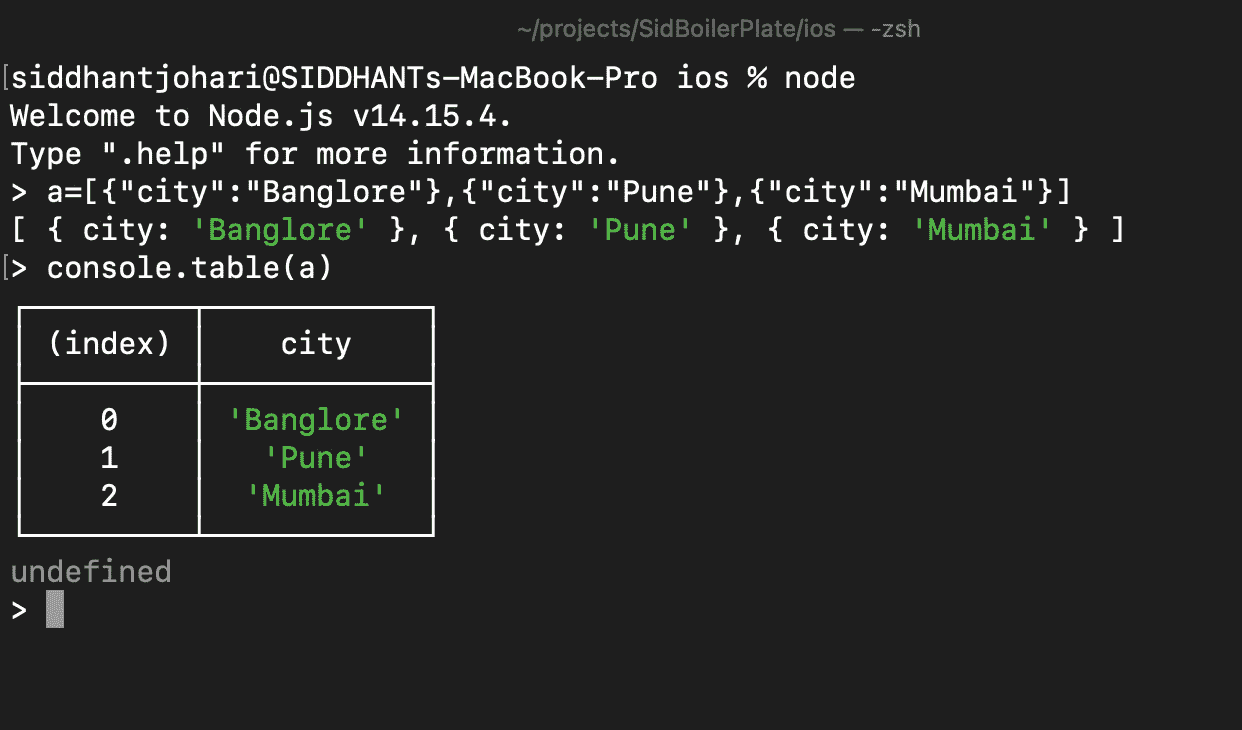 ~/projects/SidBoilerPlate/ios — -zsh
[siddhantjohari@SIDDHANTs-MacBook-Pro ios % node
Welcome to Node.js v14.15.4.
Type ".help" for more information.
> a=[{"city":"Banglore"},{"city":"Pune"},{"city":"Mumbai"}]
[ { city: 'Banglore' }, { city: 'Pune' }, { city: 'Mumbai' } ]
[> console.table(a)
(index) city
0 'Banglore'
1 'Pune'
2 'Mumbai'
undefined
>